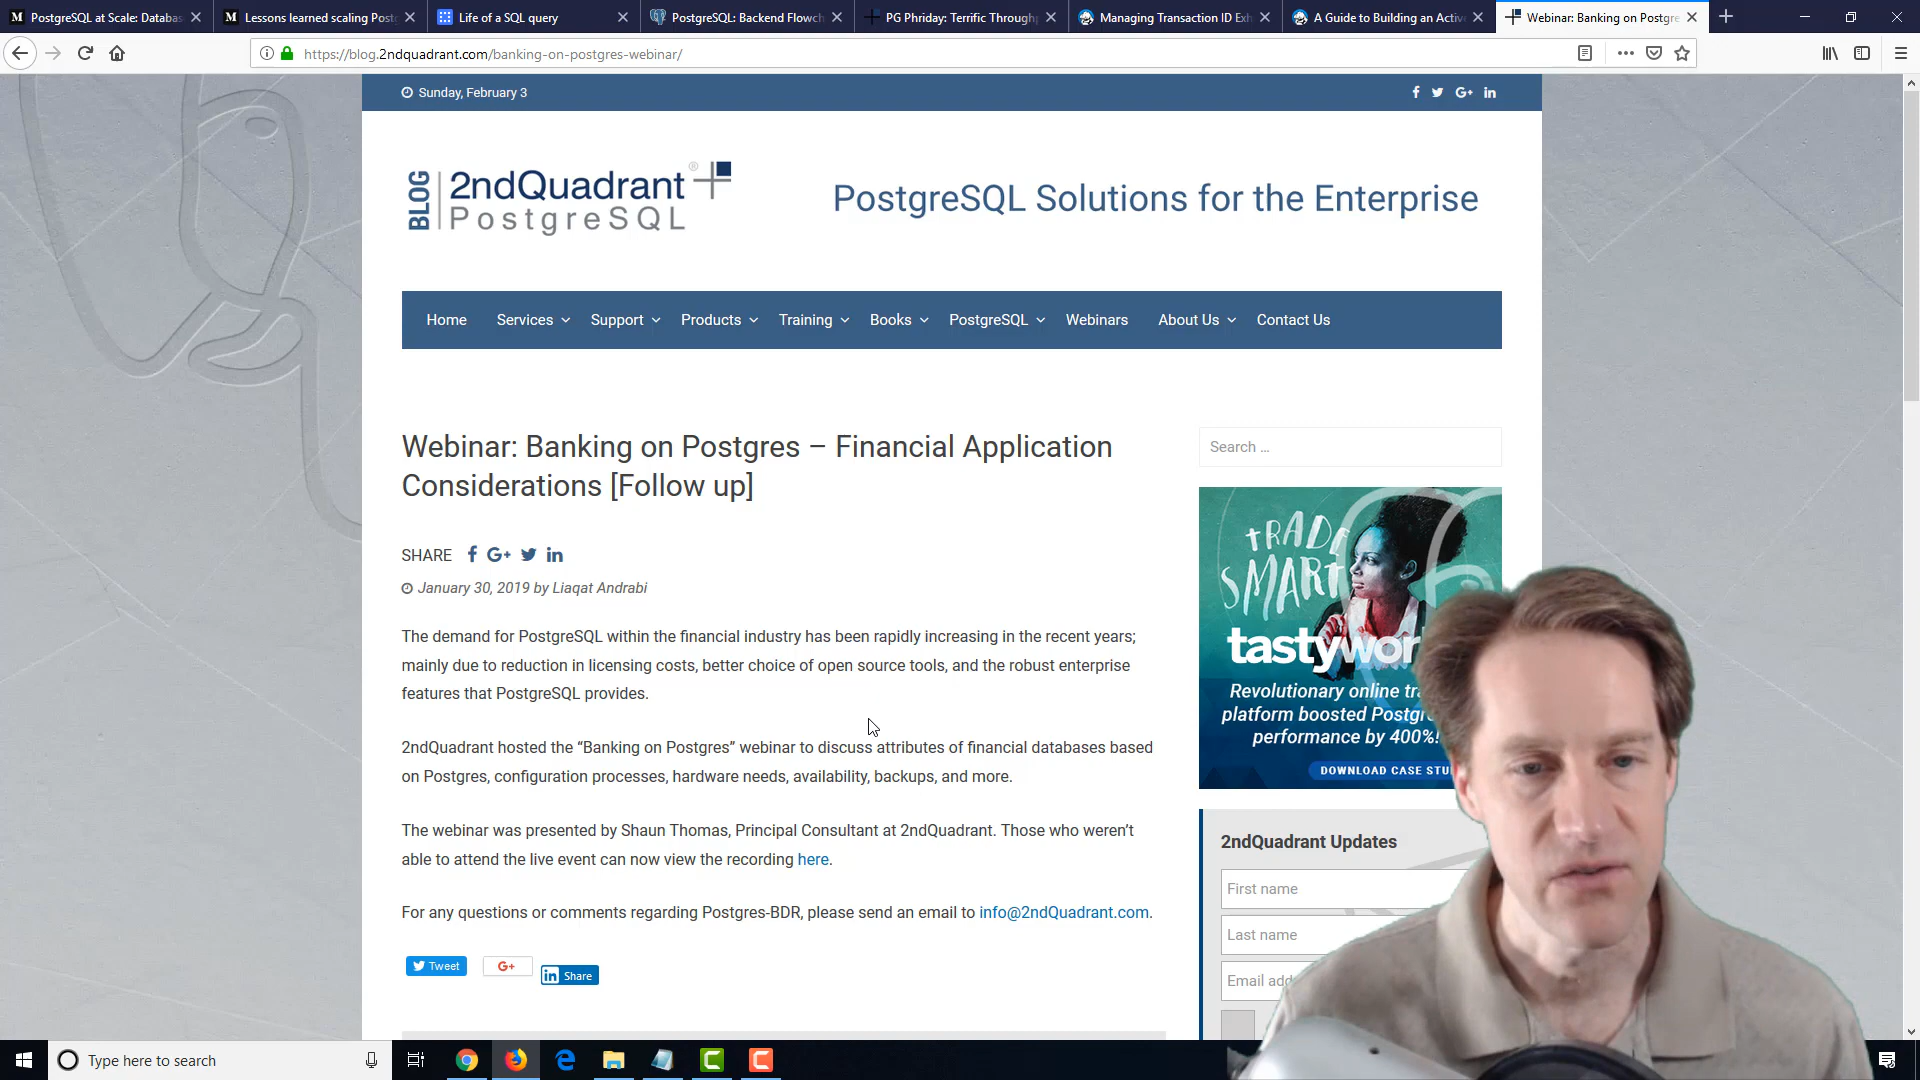 PostgreSQL at Scale: Databas
Lessons learned scaling Postg
Life of a SQL query
PostgreSQL: Backend Flowch
PG Phriday: Terrific Through
Managing Transaction ID Exh
A Guide to Building an Activ
Webinar: Banking on Postgre
https://blog.2ndquadrant.com/banking-on-postgres-webinar/
Sunday, February 3
BLOG
2ndQuadrant®
PostgreSQL
PostgreSQL Solutions for the Enterprise
Home Services Support Products Training Books PostgreSQL Webinars About Us Contact Us
Webinar: Banking on Postgres – Financial Application
Considerations [Follow up]
Search ...
SHARE
January 30, 2019 by Liaqat Andrabi
The demand for PostgreSQL within the financial industry has been rapidly increasing in the recent years;
mainly due to reduction in licensing costs, better choice of open source tools, and the robust enterprise
features that PostgreSQL provides.
2ndQuadrant hosted the “Banking on Postgres” webinar to discuss attributes of financial databases based
on Postgres, configuration processes, hardware needs, availability, backups, and more.
The webinar was presented by Shaun Thomas, Principal Consultant at 2ndQuadrant. Those who weren’t
able to attend the live event can now view the recording here.
For any questions or comments regarding Postgres-BDR, please send an email to info@2ndQuadrant.com.
Tweet
G+
Share
TRADE
SMART
tastywor
Revolutionary online tra
platform boosted Postgr
performance by 400%!
DOWNLOAD CASE STU
2ndQuadrant Updates
First name
Last name
Email add
Type here to search